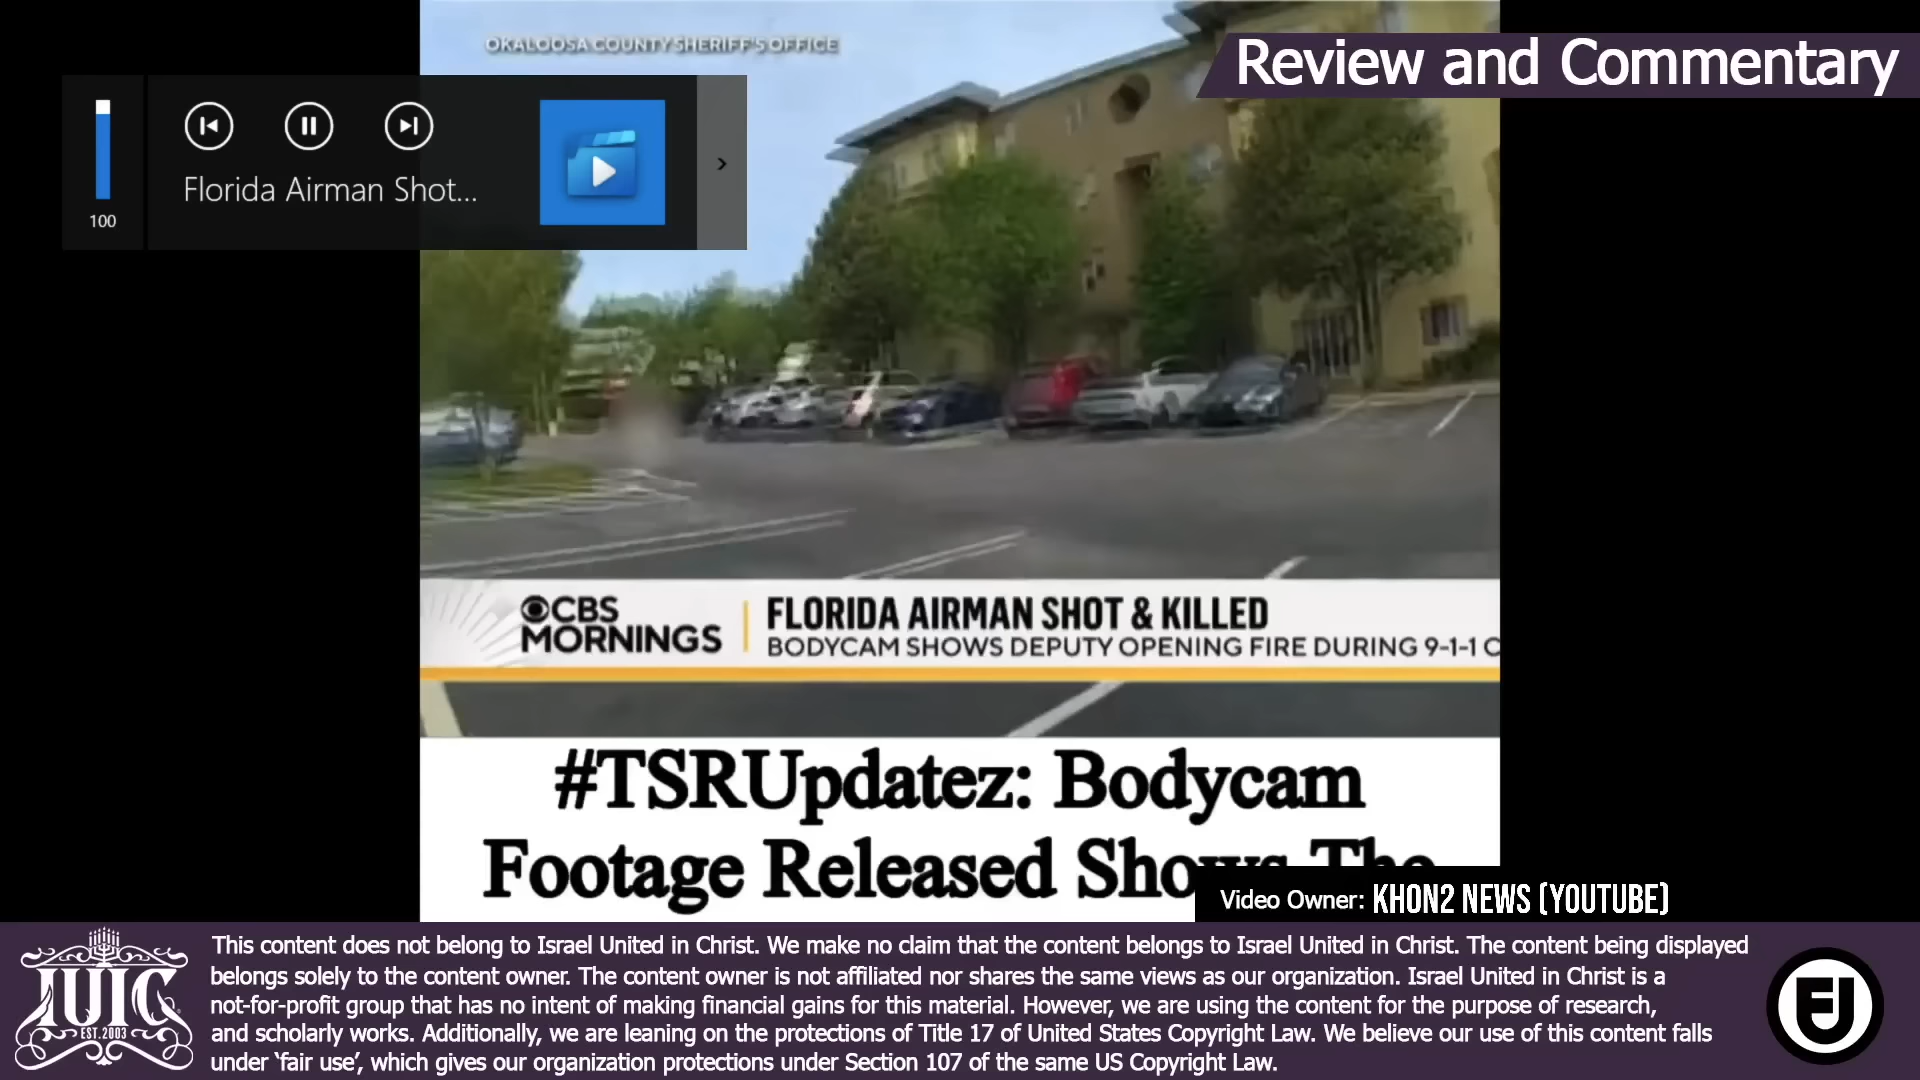 OKALOOSA COUNTY SHERIFF'S OFFICE
Review and Commentary
Florida Airman Shot...
100
CBS
MORNINGS
FLORIDA AIRMAN SHOT & KILLED
BODYCAM SHOWS DEPUTY OPENING FIRE DURING 9-1-1 C
#TSRUpdatez: Bodycam
Footage Released Shows The
Video Owner: KHON2 NEWS (YOUTUBE)
This content does not belong to Israel United in Christ. We make no claim that the content belongs to Israel United in Christ. The content being displayed
belongs solely to the content owner. The content owner is not affiliated nor shares the same views as our organization. Israel United in Christ is a
not-for-profit group that has no intent of making financial gains for this material. However, we are using the content for the purpose of research,
and scholarly works. Additionally, we are leaning on the protections of Title 17 of United States Copyright Law. We believe our use of this content falls
under ‘fair use’, which gives our organization protections under Section 107 of the same US Copyright Law.
IUIC
EST. 2003